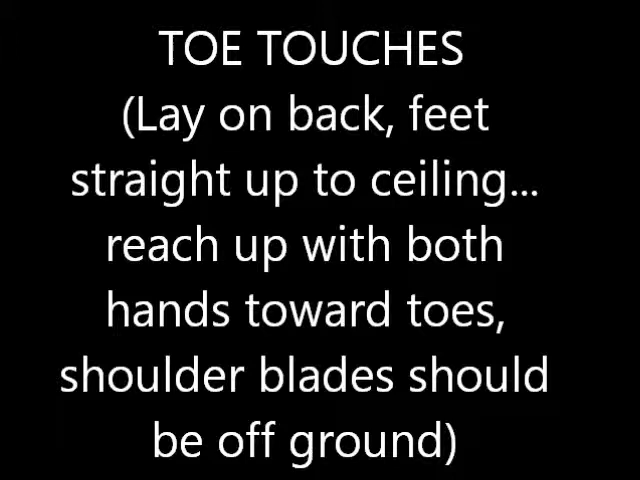 TOE TOUCHES
(Lay on back, feet
straight up to ceiling...
reach up with both
hands toward toes,
shoulder blades should
be off ground)